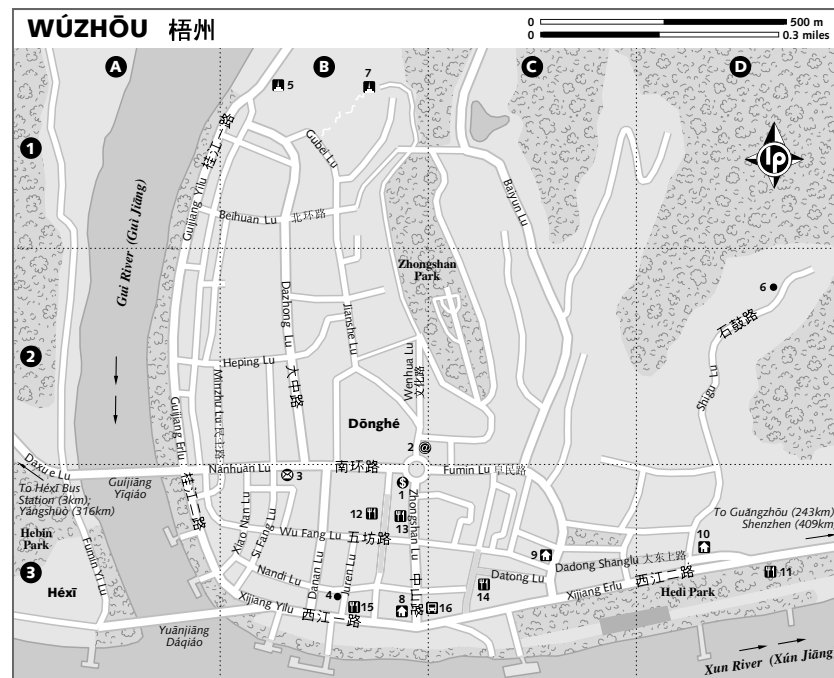 WÚZHŌU 梧州
0 500 m
0 0.3 miles
A
B
C
D
1
2
3
5
7
lp
Gubei Lu
Guijiang Yilu 桂江一路
Baiyun Lu
Beihuan Lu 北环路
Gui River (Guì Jiāng)
Zhongshan
Park
6
石鼓路
Shigu Lu
Dazhong Lu
大中路
Jianshe Lu
Heping Lu
Wenhua Lu
文化路
Minzhu Lu 民主路
Dōnghé
2 @
Guijiang Erlu
桂江二路
Daxue Lu
Guìjiāng
Yīqiáo
Nanhuan Lu 南环路
3
Fumin Lu 阜民路
To Héxī Bus
Station (3km);
Yángshuò (316km)
$
1
12
13
Zhongshan Lu
中山路
To Guǎngzhōu (243km);
Shenzhen (409km)
Hebin
Park
Xiao Nan Lu
Si Fang Lu
Wu Fang Lu 五坊路
10
9
Dadong Shanglu 大东上路
Fumin Yi Lu
Héxī
Nandi Lu
Danan Lu
Juren Lu
Datong Lu
14
11
4
15
8
16
Xijiang Yilu 西江一路
Xijiang Erlu 西江一路
Hedi Park
Yuānjiāng
Dàqiáo
Xun River (Xún Jiāng)